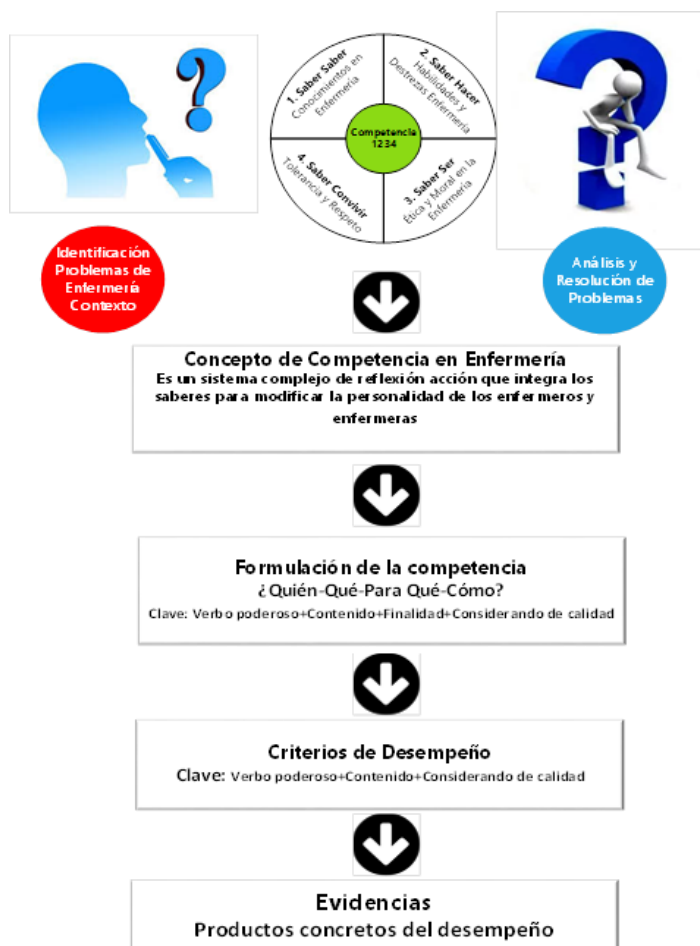 1. Saber Saber
Conocimientos en
Enfermería
2. Saber Hacer
Habilidades y
Destrezas Enfermería
Competencia
1234
4. Saber Convivir
Tolerancia y Respeto
3. Saber Ser
Ética y Moral en la
Enfermería
Identificación
Problemas de
Enfermería
Contexto
Análisis y
Resolución de
Problemas
Concepto de Competencia en Enfermería
Es un sistema complejo de reflexión acción que integra los
saberes para modificar la personalidad de los enfermeros y
enfermeras
Formulación de la competencia
¿Quién-Qué-Para Qué-Cómo?
Clave: Verbo poderoso+Contenido+Finalidad+Considerando de calidad
Criterios de Desempeño
Clave: Verbo poderoso+Contenido+Considerando de calidad
Evidencias
Productos concretos del desempeño